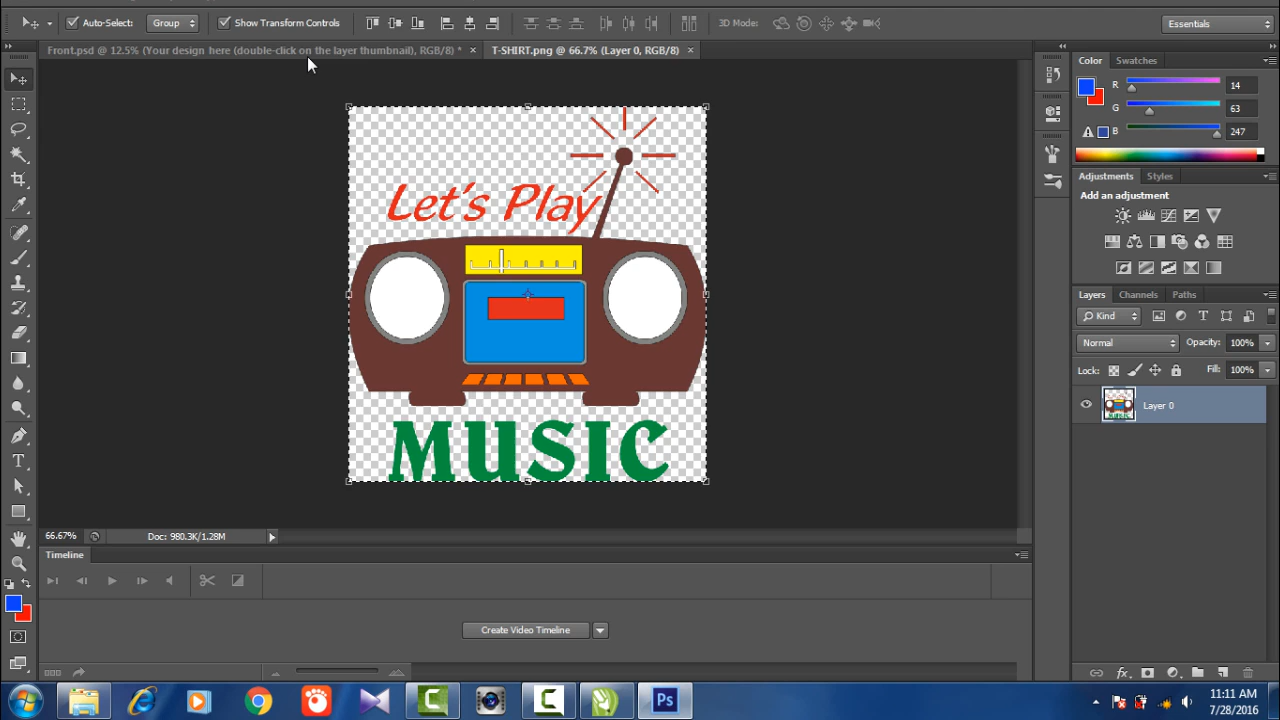 Auto-Select: Group Show Transform Controls 3D Mode: Essentials
Front.psd @ 12.5% (Your design here (double-click on the layer thumbnail), RGB/8) * × T-SHIRT.png @ 66.7% (Layer 0, RGB/8) ×
Color Swatches
R 14
G 63
B 247
Adjustments Styles
Add an adjustment
Let's Play
MUSIC
Layers Channels Paths
Kind
Normal Opacity: 100%
Lock: Fill: 100%
Layer 0
66.67% Doc: 980.3K/1.28M
Timeline
Create Video Timeline
Ps
11:11 AM
7/28/2016